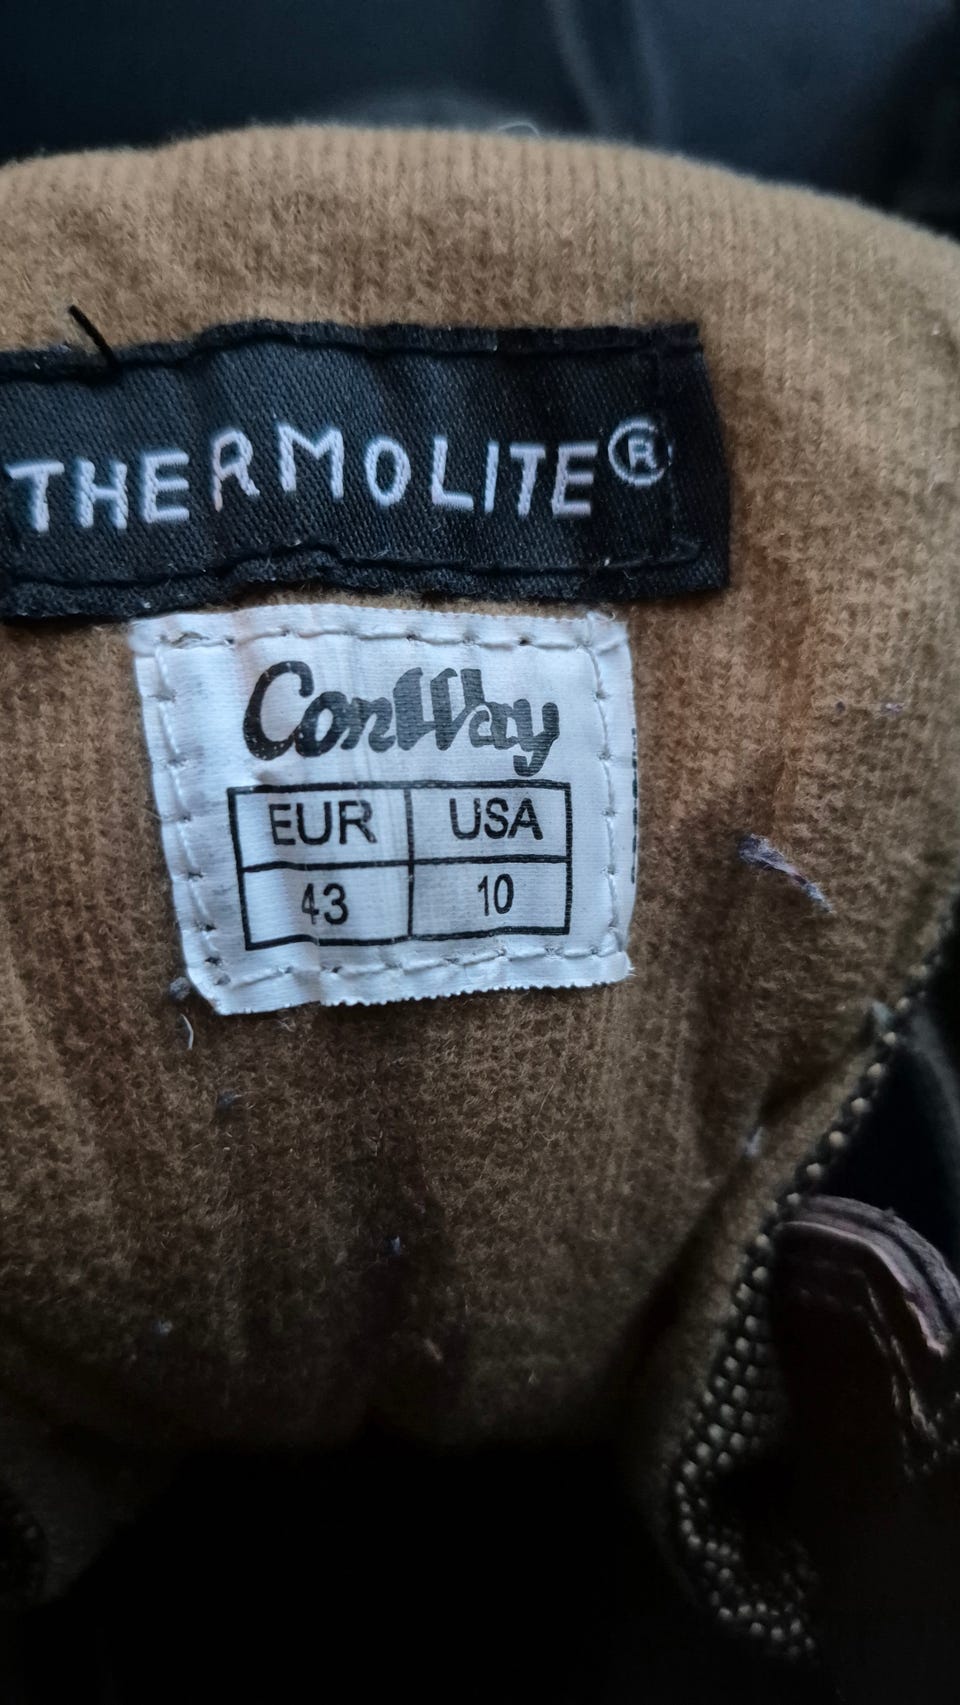 THERMOLITE®
ConWay
EUR USA
43 10